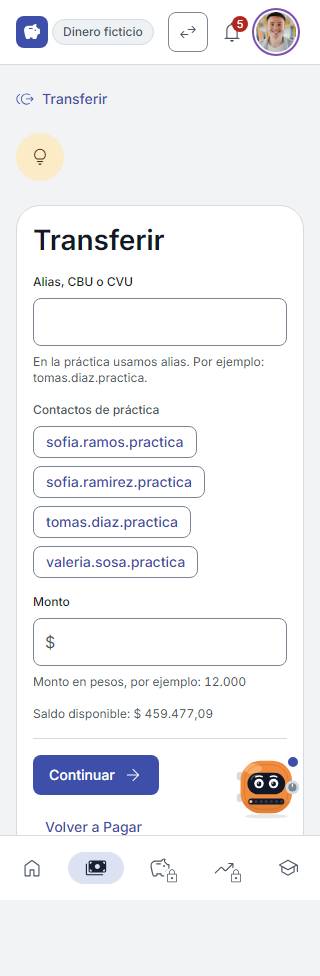 Dinero ficticio
5
Transferir
Transferir
Alias, CBU o CVU
En la práctica usamos alias. Por ejemplo:
tomas.diaz.practica.
Contactos de práctica
sofia.ramos.practica
sofia.ramirez.practica
tomas.diaz.practica
valeria.sosa.practica
Monto
$
Monto en pesos, por ejemplo: 12.000
Saldo disponible: $ 459.477,09
Continuar
Volver a Pagar